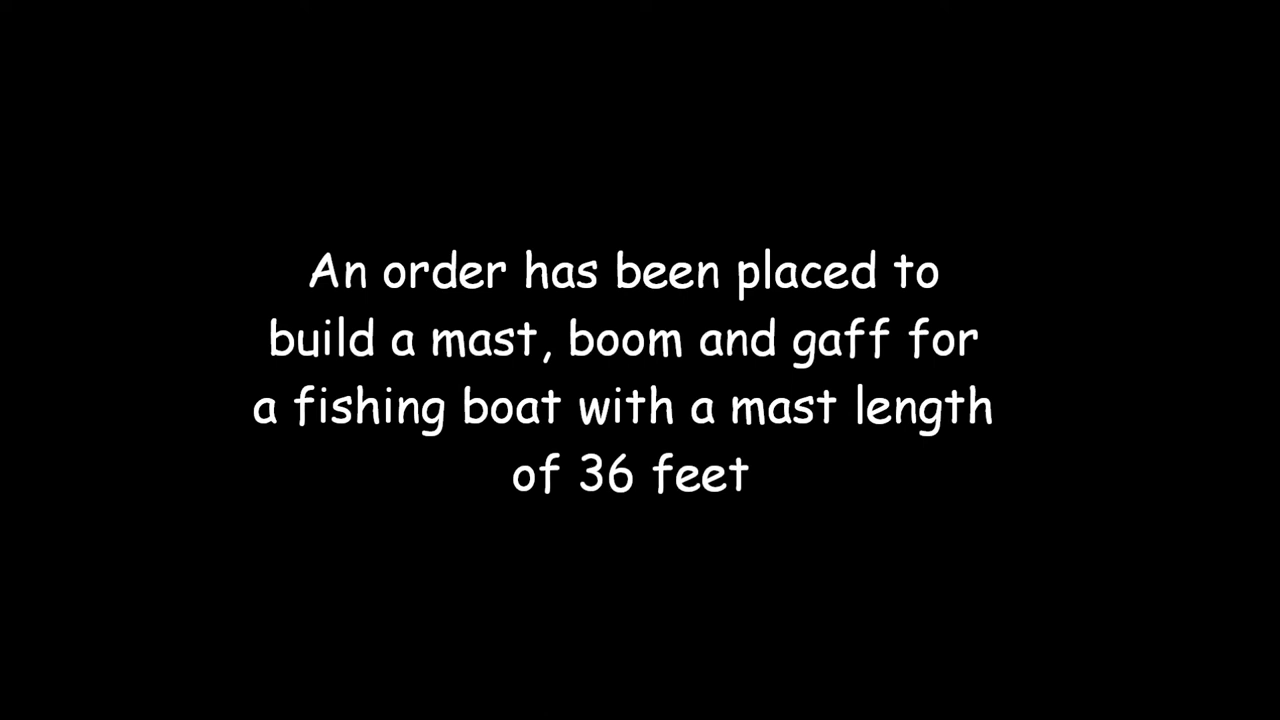 An order has been placed to
build a mast, boom and gaff for
a fishing boat with a mast length
of 36 feet